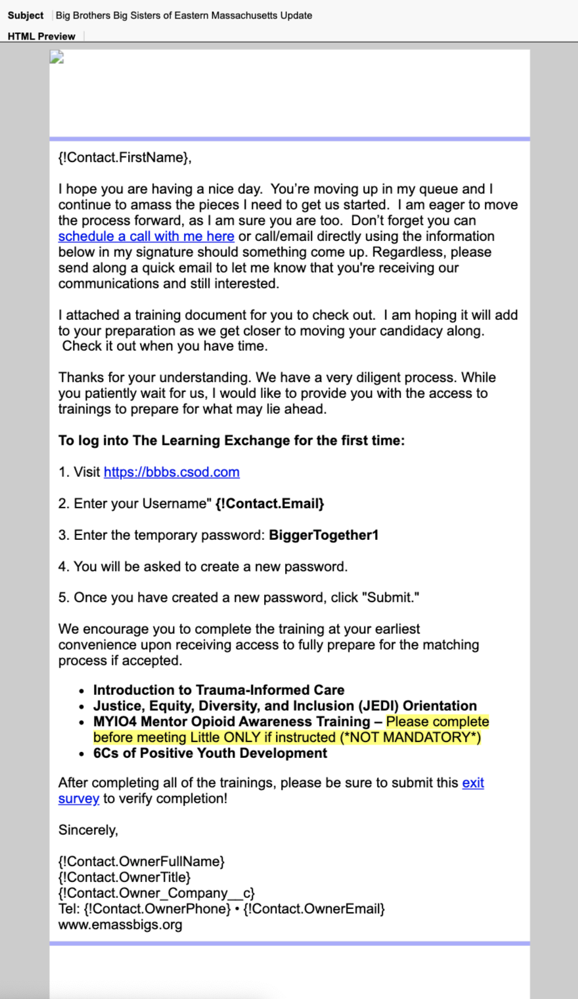 Subject Big Brothers Big Sisters of Eastern Massachusetts Update
HTML Preview
{!Contact.FirstName},
I hope you are having a nice day.  You’re moving up in my queue and I
continue to amass the pieces I need to get us started.  I am eager to move
the process forward, as I am sure you are too.  Don’t forget you can
schedule a call with me here or call/email directly using the information
below in my signature should something come up. Regardless, please
send along a quick email to let me know that you're receiving our
communications and still interested.
I attached a training document for you to check out.  I am hoping it will add
to your preparation as we get closer to moving your candidacy along.
Check it out when you have time.
Thanks for your understanding. We have a very diligent process. While
you patiently wait for us, I would like to provide you with the access to
trainings to prepare for what may lie ahead.
To log into The Learning Exchange for the first time:
1. Visit https://bbbs.csod.com
2. Enter your Username" {!Contact.Email}
3. Enter the temporary password: BiggerTogether1
4. You will be asked to create a new password.
5. Once you have created a new password, click "Submit."
We encourage you to complete the training at your earliest
convenience upon receiving access to fully prepare for the matching
process if accepted.
• Introduction to Trauma-Informed Care
• Justice, Equity, Diversity, and Inclusion (JEDI) Orientation
• MYIO4 Mentor Opioid Awareness Training – Please complete
before meeting Little ONLY if instructed (*NOT MANDATORY*)
• 6Cs of Positive Youth Development
After completing all of the trainings, please be sure to submit this exit
survey to verify completion!
Sincerely,
{!Contact.OwnerFullName}
{!Contact.OwnerTitle}
{!Contact.Owner_Company__c}
Tel: {!Contact.OwnerPhone} • {!Contact.OwnerEmail}
www.emassbigs.org